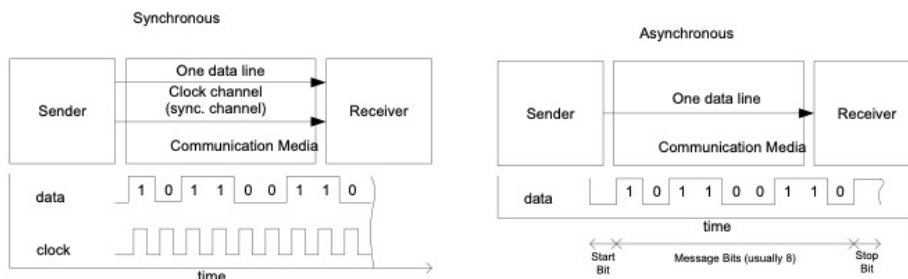 Synchronous
One data line
Clock channel
(sync. channel)
Sender
Receiver
Communication Media
data
1 0 1 1 0 0 1 1 0
clock
time
Asynchronous
One data line
Sender
Receiver
Communication Media
data
1 0 1 1 0 0 1 1 0
time
Start
Bit
Message Bits (usually 8)
Stop
Bit